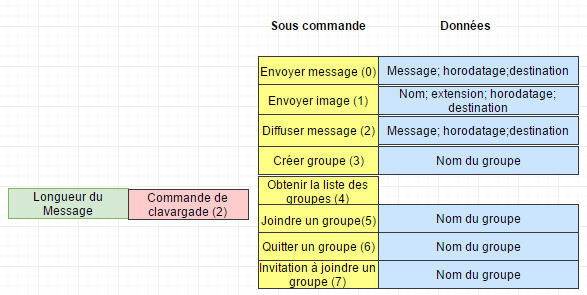 Sous commande
Données
Envoyer message (0)
Message; horodatage;destination
Envoyer image (1)
Nom; extension; horodatage;
destination
Diffuser message (2)
Message; horodatage;destination
Créer groupe (3)
Nom du groupe
Obtenir la liste des
groupes (4)
Longueur du
Message
Commande de
clavargade (2)
Joindre un groupe(5)
Nom du groupe
Quitter un groupe (6)
Nom du groupe
Invitation à joindre un
groupe (7)
Nom du groupe